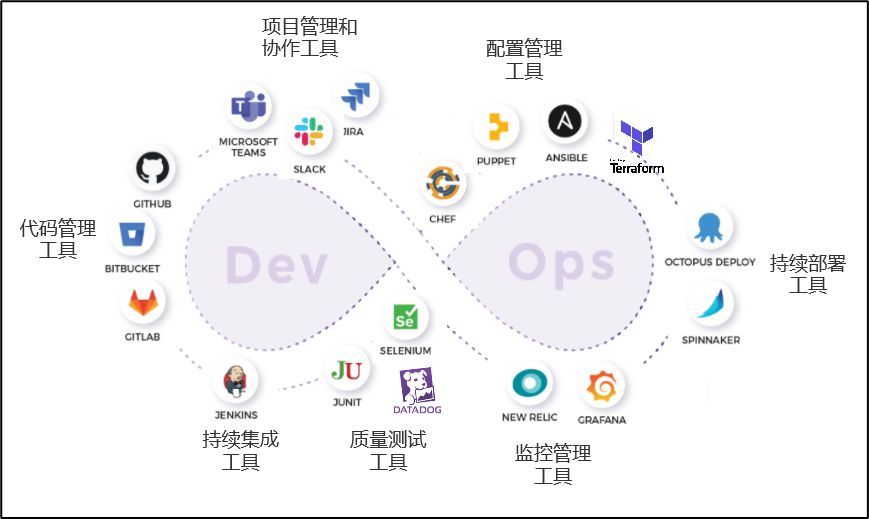 项目管理和
协作工具
配置管理
工具
MICROSOFT
TEAMS
SLACK
JIRA
PUPPET
ANSIBLE
Terraform
CHEF
GITHUB
代码管理
工具
BITBUCKET
GITLAB
Dev
Ops
OCTOPUS DEPLOY
持续部署
工具
SPINNAKER
Se
SELENIUM
JU
JUNIT
DATADOG
JENKINS
NEW RELIC
GRAFANA
持续集成
工具
质量测试
工具
监控管理
工具